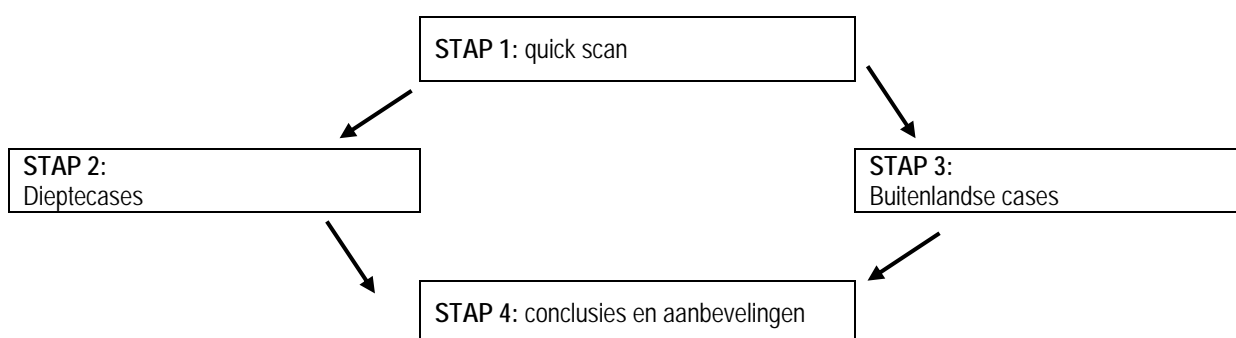 STAP 1: quick scan
STAP 2:
Dieptecases
STAP 3:
Buitenlandse cases
STAP 4: conclusies en aanbevelingen